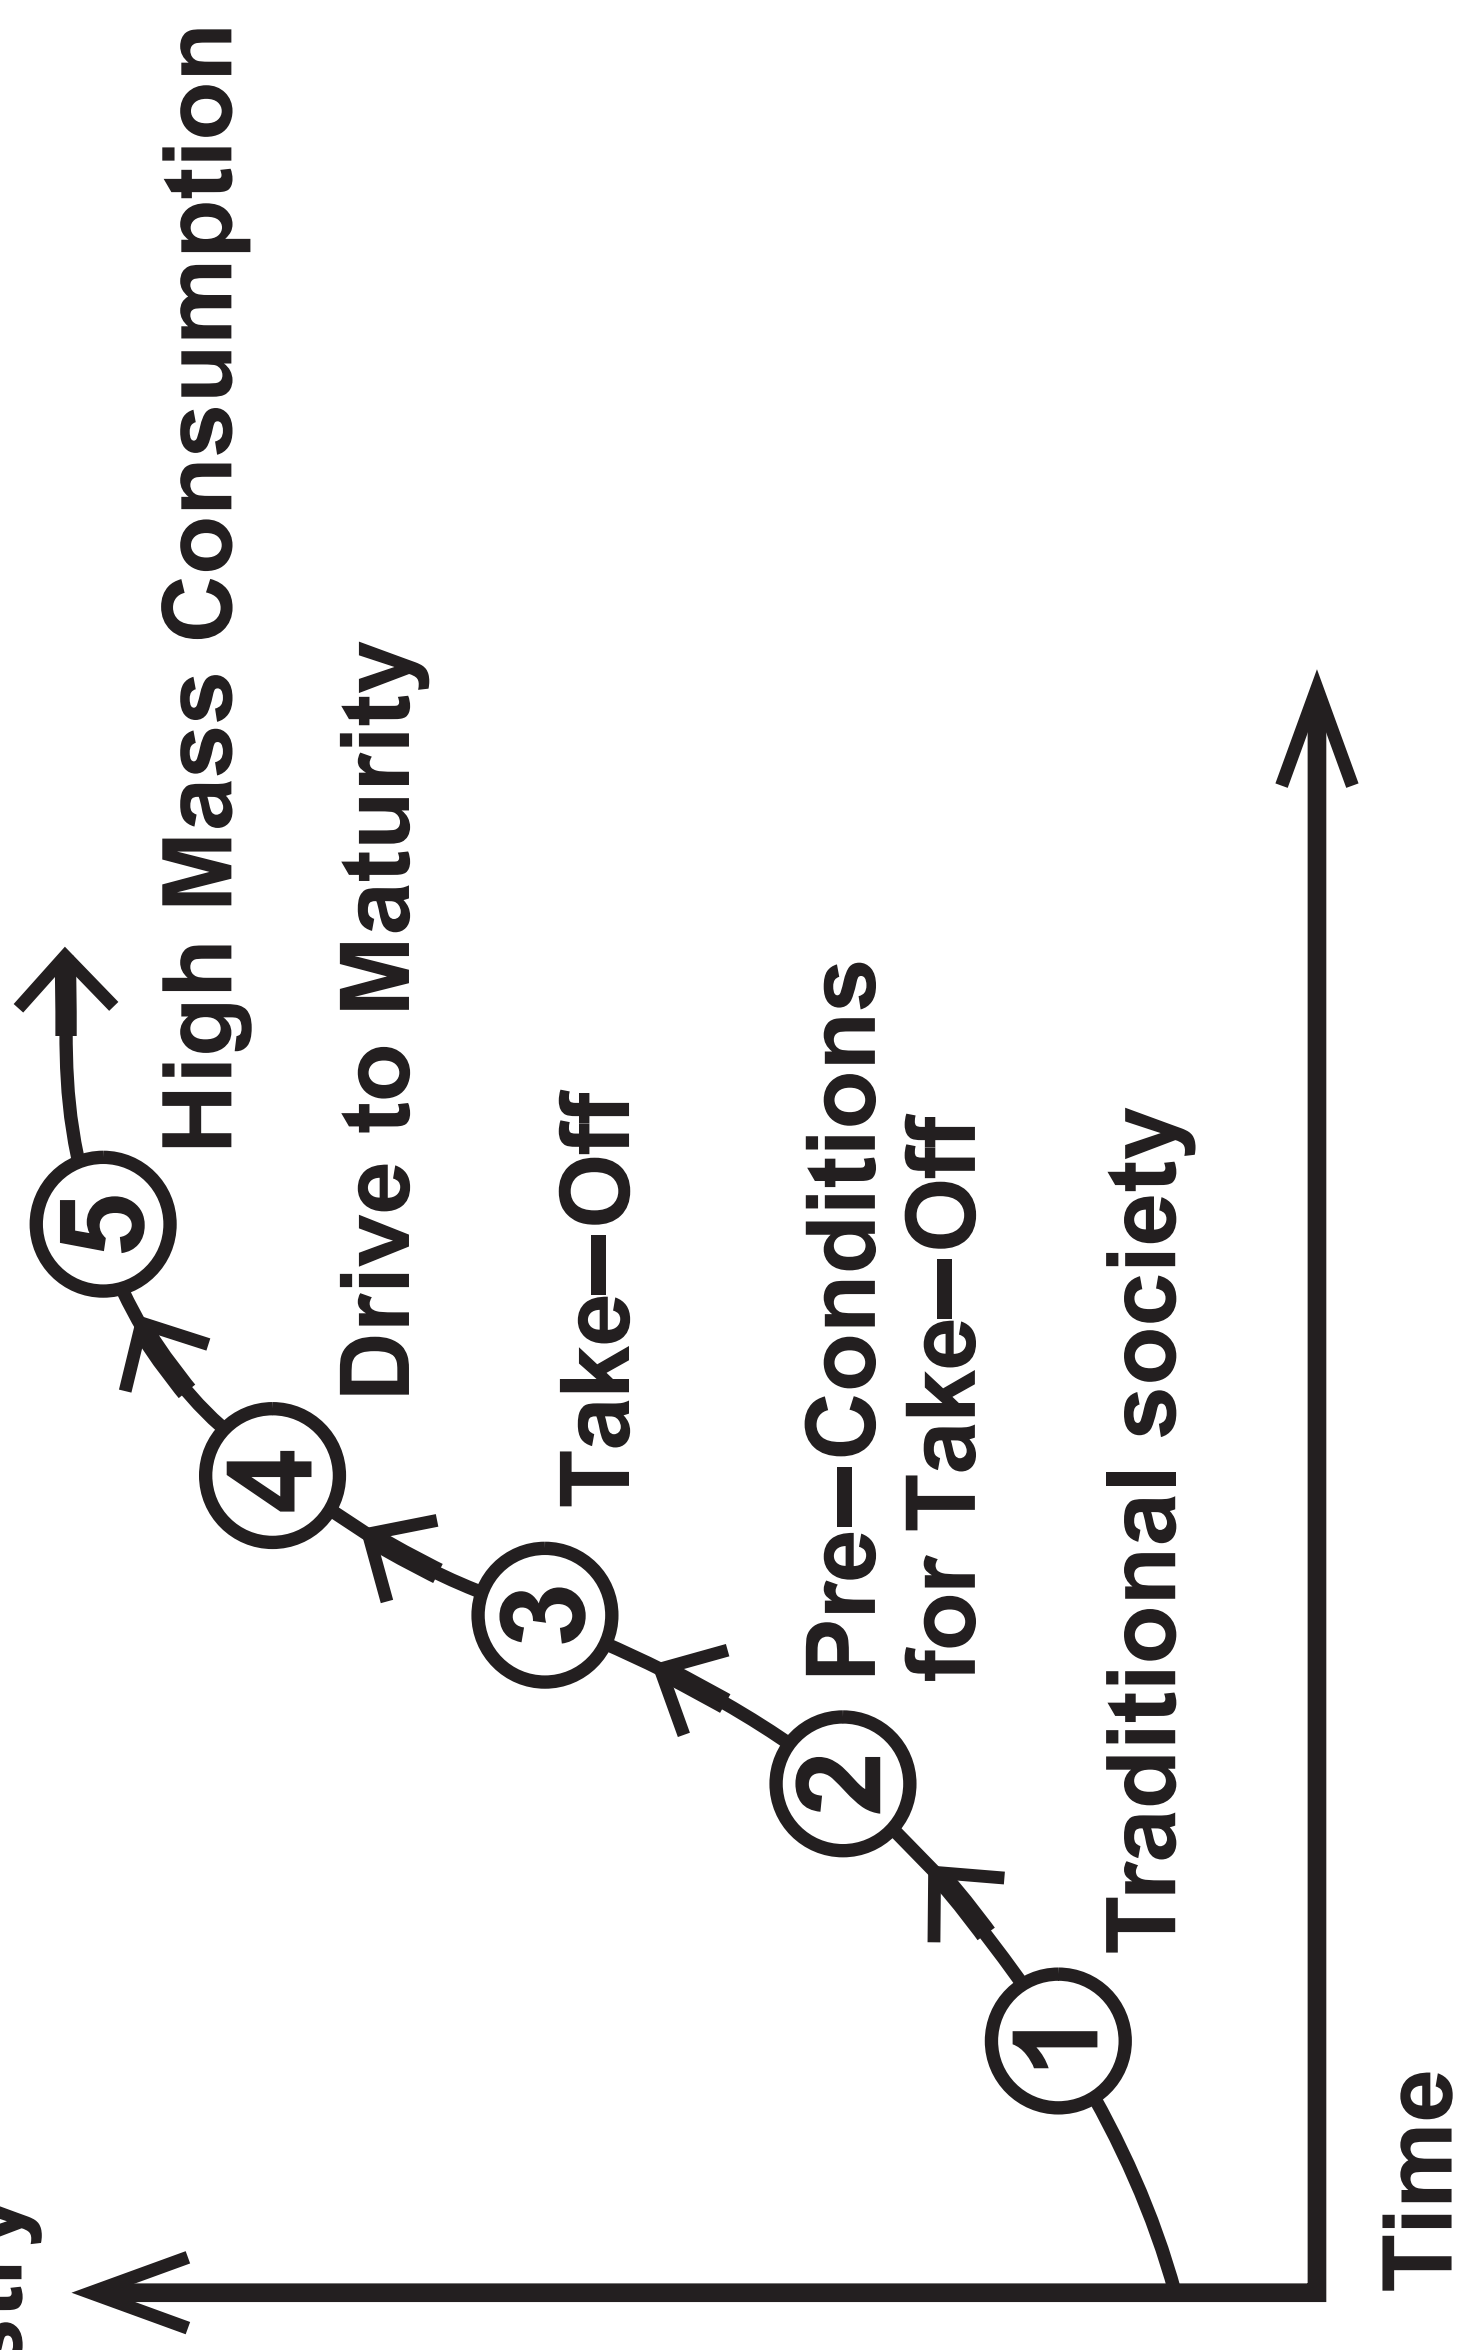 5
High Mass Consumption
4
Drive to Maturity
3
Take–Off
2
Pre–Conditions
for Take–Off
1
Traditional society
Time